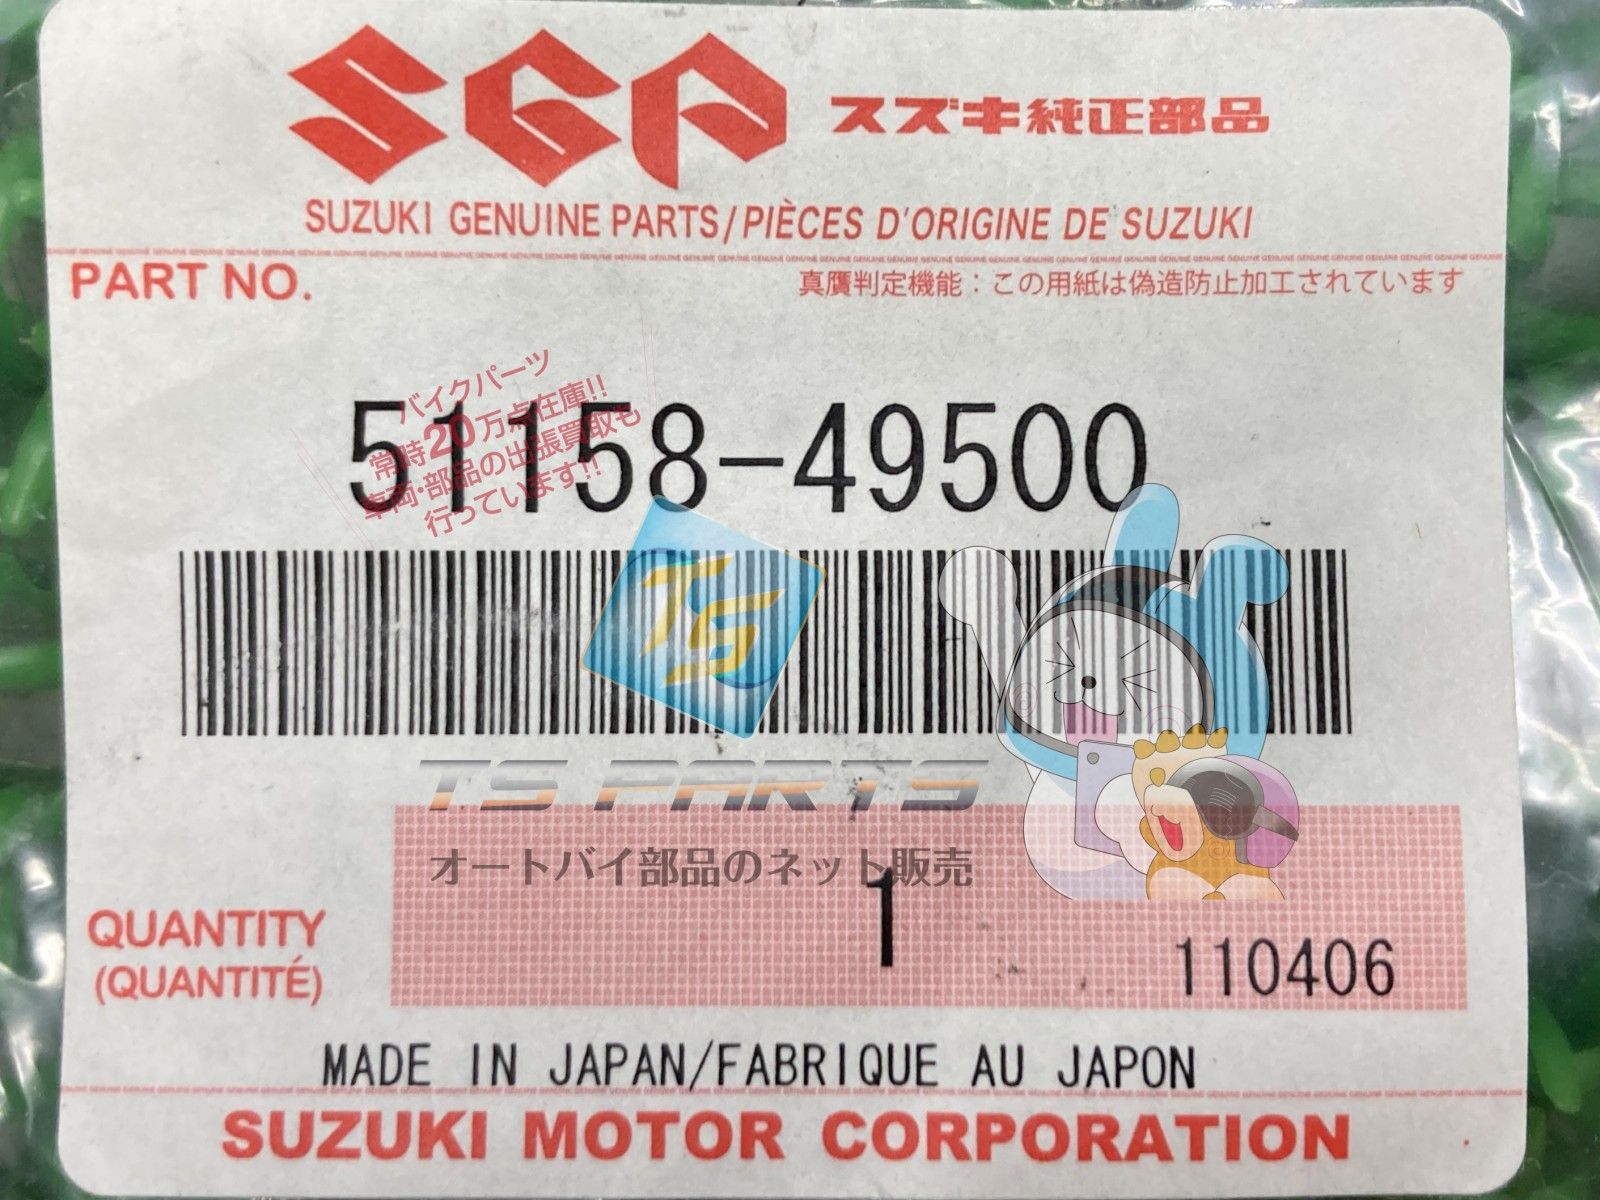 SGP スズキ純正部品
SUZUKI GENUINE PARTS/PIÈCES D'ORIGINE DE SUZUKI
PART NO.
真贋判定機能：この用紙は偽造防止加工されています
バイクパーツ
常時20万点在庫!!
車両・部品の出張買取も
行っています!!
51158-49500
TS
TS PARTS
オートバイ部品のネット販売
QUANTITY
(QUANTITÉ)
1
110406
MADE IN JAPAN/FABRIQUE AU JAPON
SUZUKI MOTOR CORPORATION